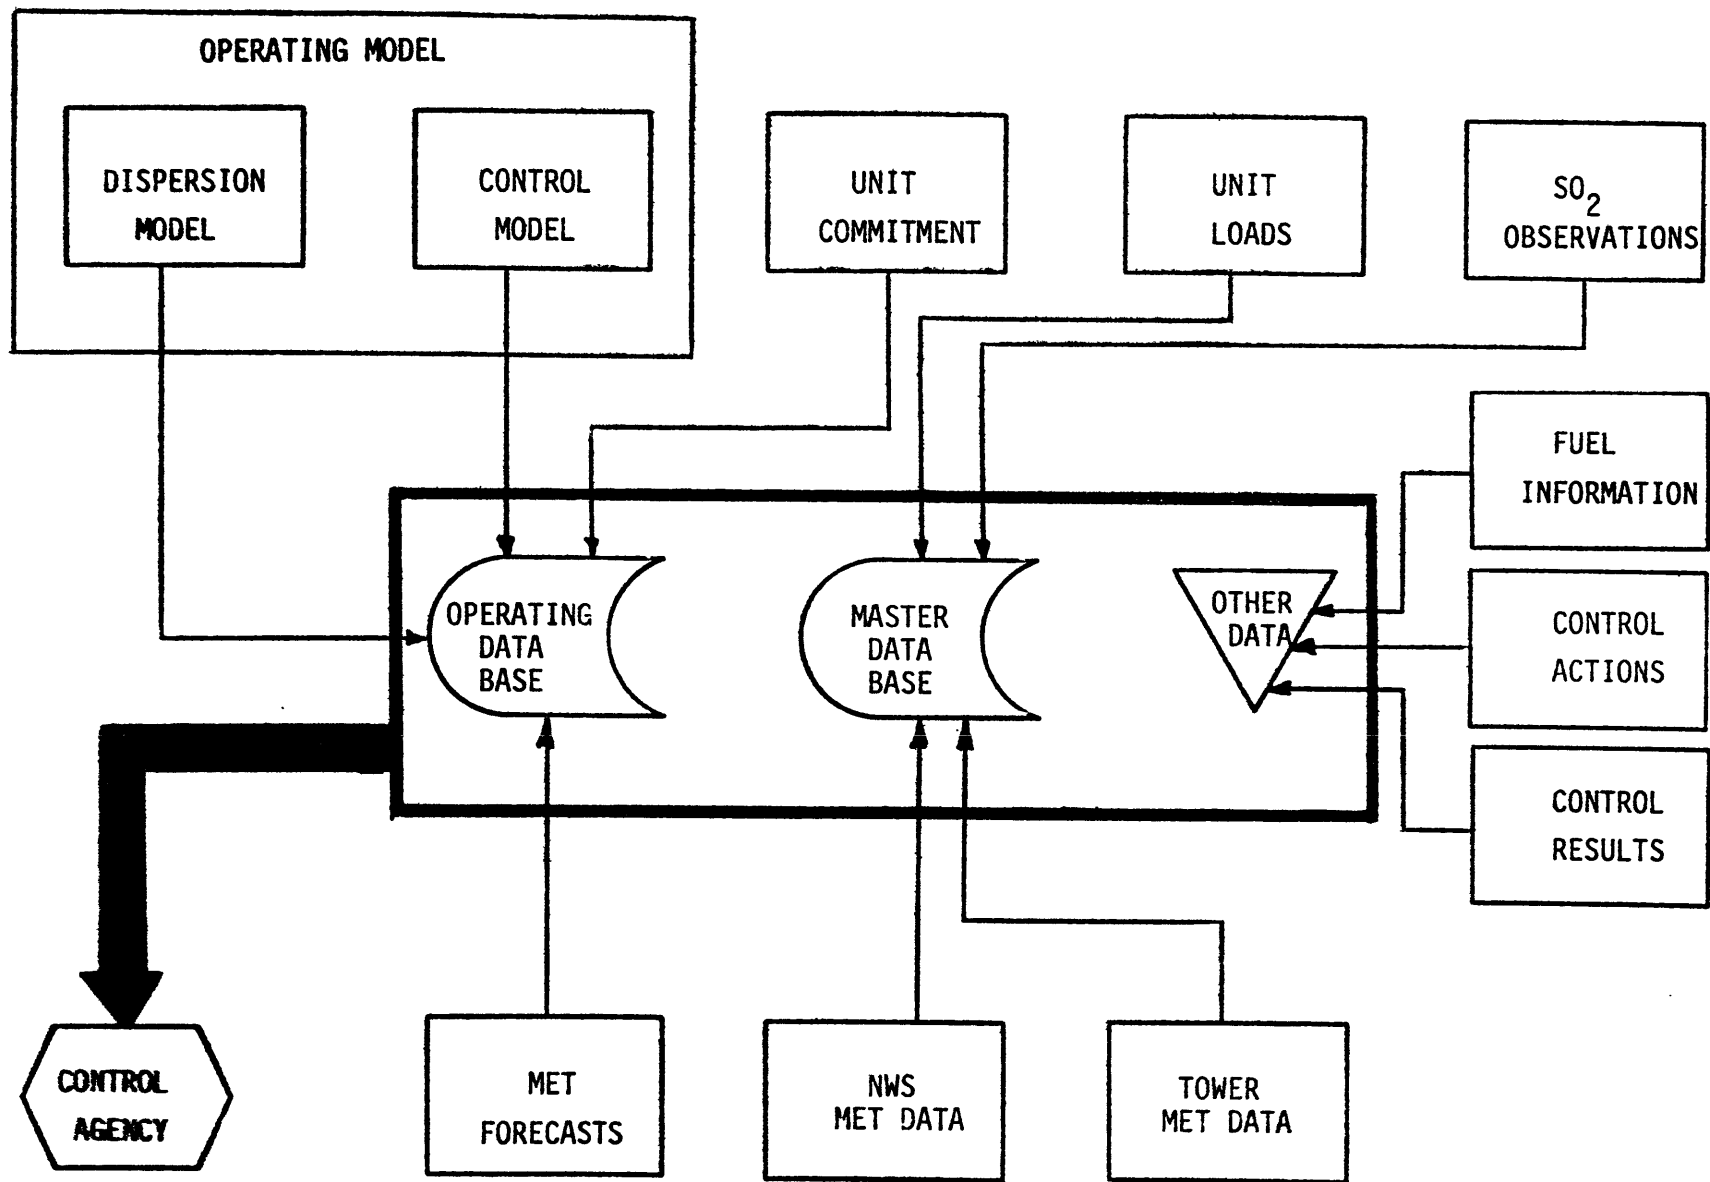 OPERATING MODEL
DISPERSION
MODEL
CONTROL
MODEL
UNIT
COMMITMENT
UNIT
LOADS
SO2
OBSERVATIONS
FUEL
INFORMATION
OPERATING
DATA
BASE
MASTER
DATA
BASE
OTHER
DATA
CONTROL
ACTIONS
CONTROL
RESULTS
CONTROL
AGENCY
MET
FORECASTS
NWS
MET DATA
TOWER
MET DATA